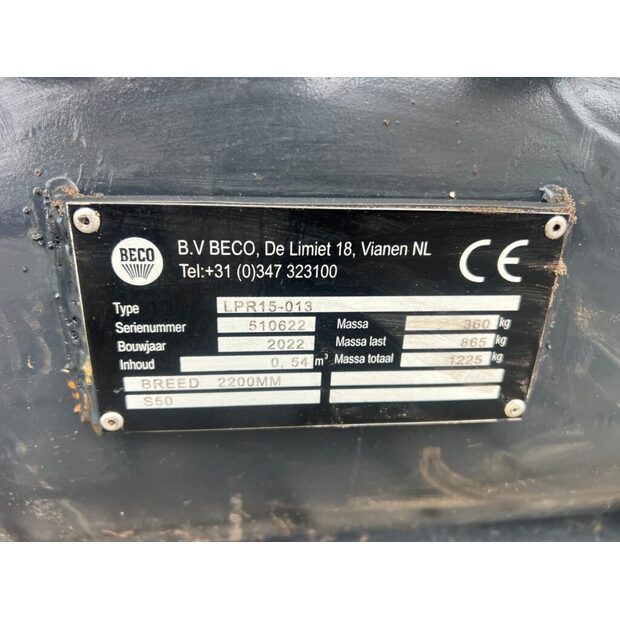 BECO
B.V BECO, De Limiet 18, Vianen NL
Tel:+31 (0)347 323100
CE
Type LPR15-013
Serienummer 510622 Massa 360 kg
Bouwjaar 2022 Massa last 865 kg
Inhoud 0,54 m³ Massa totaal 1225 kg
BREED 2200MM
S50